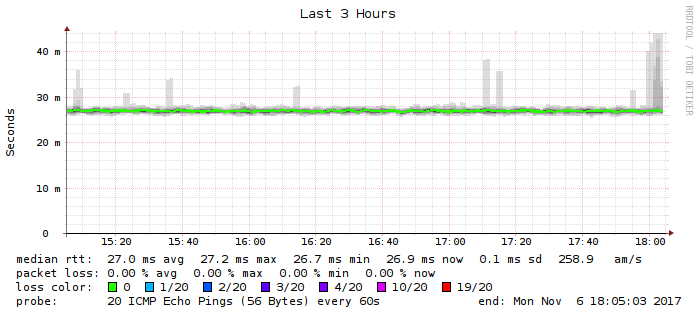 Last 3 Hours
RRDTOOL / TOBI OETIKER
Seconds
40 m
30 m
20 m
10 m
0
15:20 15:40 16:00 16:20 16:40 17:00 17:20 17:40 18:00
median rtt: 27.0 ms avg 27.2 ms max 26.7 ms min 26.9 ms now 0.1 ms sd 258.9 am/s
packet loss: 0.00 % avg 0.00 % max 0.00 % min 0.00 % now
loss color: 0 1/20 2/20 3/20 4/20 10/20 19/20
probe: 20 ICMP Echo Pings (56 Bytes) every 60s end: Mon Nov 6 18:05:03 2017